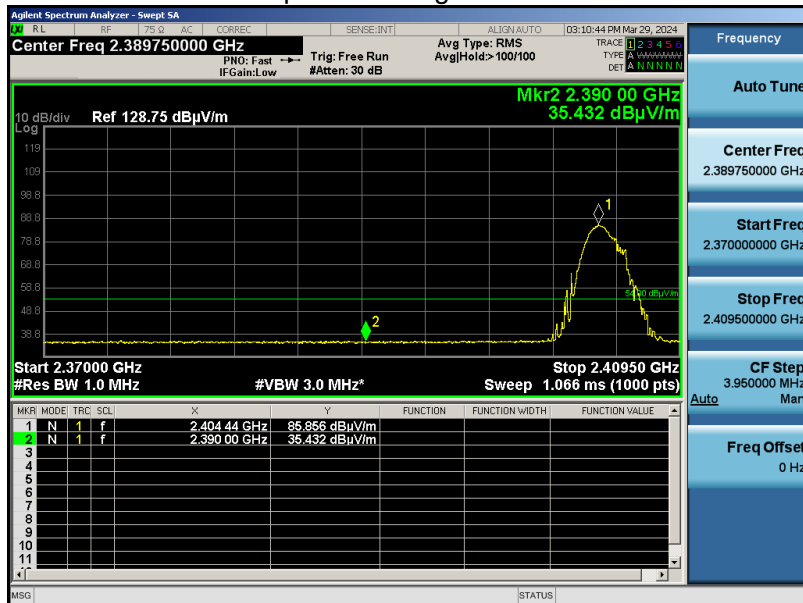 Agilent Spectrum Analyzer - Swept SA
LXI RL RF 75 Ω AC CORREC SENSE:INT ALIGN AUTO 03:10:44 PM Mar 29, 2024
Center Freq 2.389750000 GHz
PNO: Fast
IFGain:Low
Trig: Free Run
#Atten: 30 dB
Avg Type: RMS
Avg|Hold:>100/100
TRACE 1 2 3 4 5 6
TYPE A
DET A N N N N N
Mkr2 2.390 00 GHz
35.432 dBµV/m
10 dB/div Ref 128.75 dBµV/m
Log
119
109
98.8
88.8
78.8
68.8
58.8
48.8
38.8
1
2
Start 2.37000 GHz Stop 2.40950 GHz
#Res BW 1.0 MHz #VBW 3.0 MHz* Sweep 1.066 ms (1000 pts)
MKR MODE TRC SCL X Y FUNCTION FUNCTION WIDTH FUNCTION VALUE
1 N 1 f 2.404 44 GHz 85.856 dBµV/m
2 N 1 f 2.390 00 GHz 35.432 dBµV/m
3
4
5
6
7
8
9
10
11
MSG STATUS
Frequency
Auto Tune
Center Freq
2.389750000 GHz
Start Freq
2.370000000 GHz
Stop Freq
2.409500000 GHz
CF Step
3.950000 MHz
Auto Man
Freq Offset
0 Hz